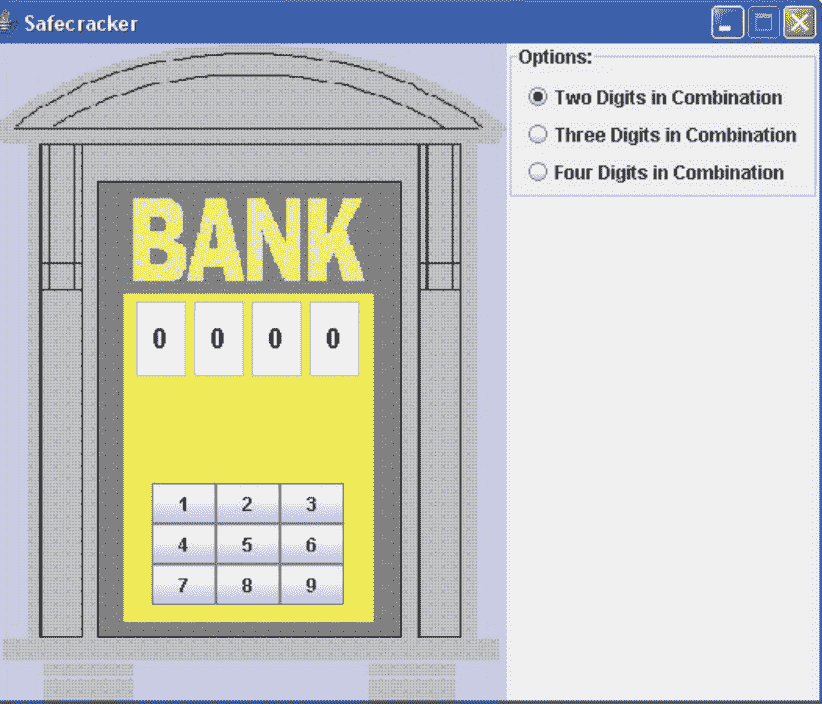 Safecracker
Options:
Two Digits in Combination
Three Digits in Combination
Four Digits in Combination
BANK
0 0 0 0
1 2 3
4 5 6
7 8 9